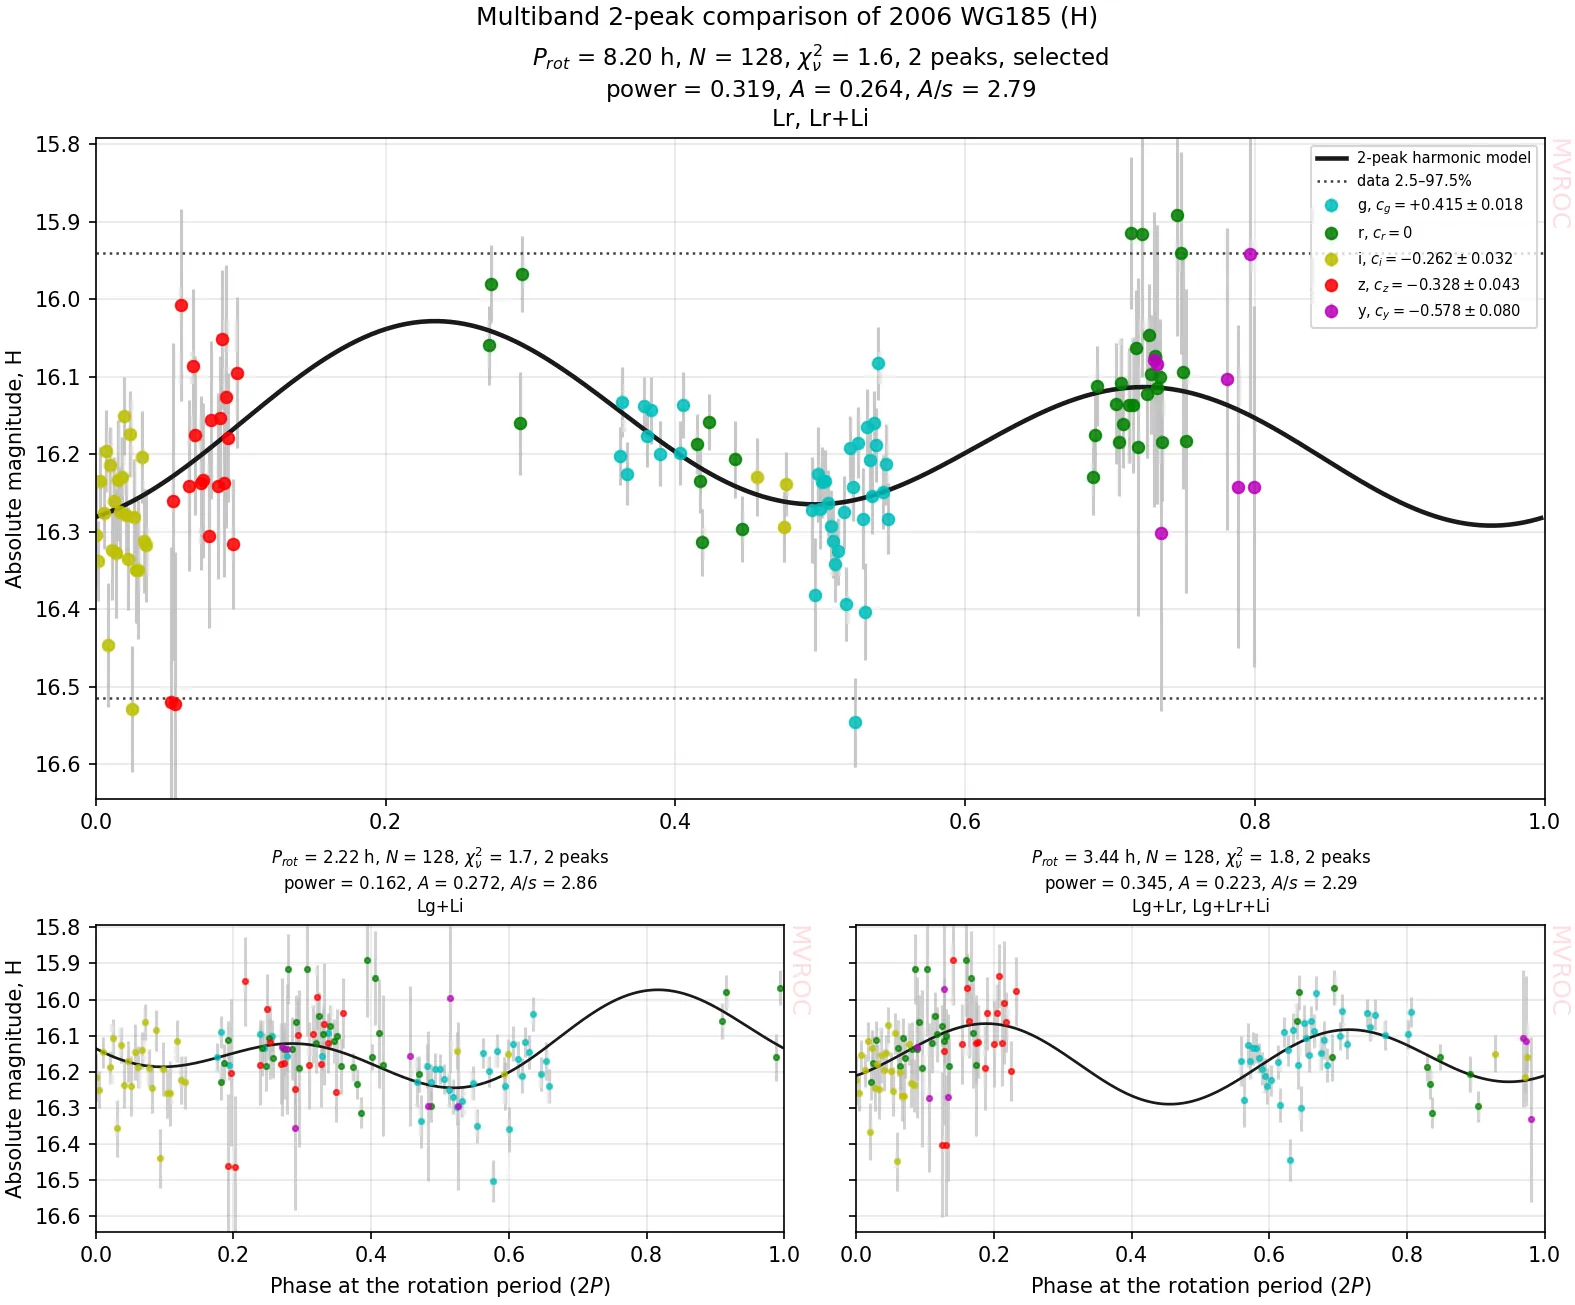 Multiband 2-peak comparison of 2006 WG185 (H)
P_rot = 8.20 h, N = 128, χ²_ν = 1.6, 2 peaks, selected
power = 0.319, A = 0.264, A/s = 2.79
Lr, Lr+Li
Absolute magnitude, H
15.8
15.9
16.0
16.1
16.2
16.3
16.4
16.5
16.6
0.0 0.2 0.4 0.6 0.8 1.0
2-peak harmonic model
data 2.5–97.5%
g, c_g = +0.415 ± 0.018
r, c_r = 0
i, c_i = −0.262 ± 0.032
z, c_z = −0.328 ± 0.043
y, c_y = −0.578 ± 0.080
MVROC
P_rot = 2.22 h, N = 128, χ²_ν = 1.7, 2 peaks
power = 0.162, A = 0.272, A/s = 2.86
Lg+Li
Absolute magnitude, H
15.8
15.9
16.0
16.1
16.2
16.3
16.4
16.5
16.6
0.0 0.2 0.4 0.6 0.8 1.0
Phase at the rotation period (2P)
MVROC
P_rot = 3.44 h, N = 128, χ²_ν = 1.8, 2 peaks
power = 0.345, A = 0.223, A/s = 2.29
Lg+Lr, Lg+Lr+Li
0.0 0.2 0.4 0.6 0.8 1.0
Phase at the rotation period (2P)
MVROC